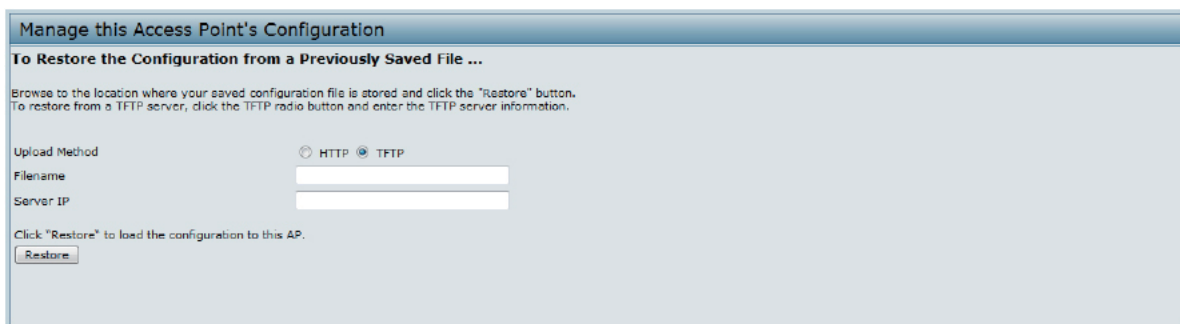 Manage this Access Point's Configuration
To Restore the Configuration from a Previously Saved File ...
Browse to the location where your saved configuration file is stored and click the "Restore" button.
To restore from a TFTP server, click the TFTP radio button and enter the TFTP server information.
Upload Method HTTP TFTP
Filename
Server IP
Click "Restore" to load the configuration to this AP.
Restore